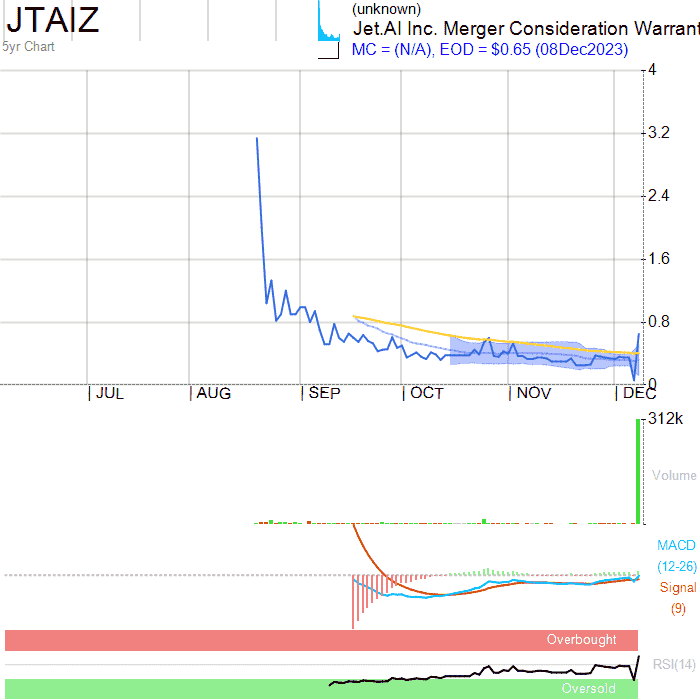 JTAIZ
5yr Chart
(unknown)
Jet.AI Inc. Merger Consideration Warrant
MC = (N/A), EOD = $0.65 (08Dec2023)
4
3.2
2.4
1.6
0.8
0
JUL AUG SEP OCT NOV DEC
312k
Volume
MACD
(12-26)
Signal
(9)
Overbought
RSI(14)
Oversold